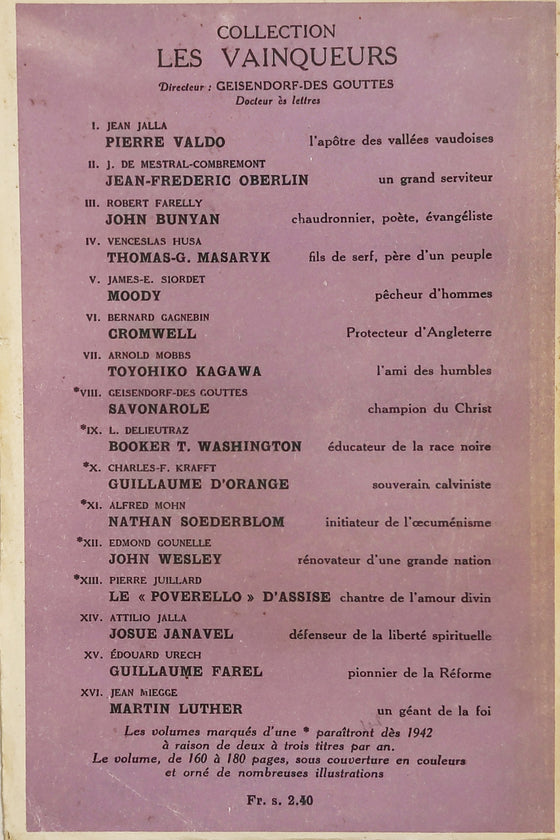 COLLECTION
LES VAINQUEURS
Directeur : GEISENDORF-DES GOUTTES
Docteur ès lettres
I. JEAN JALLA
PIERRE VALDO l'apôtre des vallées vaudoises
II. J. DE MESTRAL-COMBREMONT
JEAN-FREDERIC OBERLIN un grand serviteur
III. ROBERT FARELLY
JOHN BUNYAN chaudronnier, poète, évangéliste
IV. VENCESLAS HUSA
THOMAS-G. MASARYK fils de serf, père d'un peuple
V. JAMES-E. SIORDET
MOODY pêcheur d'hommes
VI. BERNARD GAGNEBIN
CROMWELL Protecteur d'Angleterre
VII. ARNOLD MOBBS
TOYOHIKO KAGAWA l'ami des humbles
*VIII. GEISENDORF-DES GOUTTES
SAVONAROLE champion du Christ
*IX. L. DELIEUTRAZ
BOOKER T. WASHINGTON éducateur de la race noire
*X. CHARLES-F. KRAFFT
GUILLAUME D'ORANGE souverain calviniste
*XI. ALFRED MOHN
NATHAN SOEDERBLOM initiateur de l'œcuménisme
*XII. EDMOND GOUNELLE
JOHN WESLEY rénovateur d'une grande nation
*XIII. PIERRE JUILLARD
LE « POVERELLO » D'ASSISE chantre de l'amour divin
XIV. ATTILIO JALLA
JOSUE JANAVEL défenseur de la liberté spirituelle
XV. ÉDOUARD URECH
GUILLAUME FAREL pionnier de la Réforme
XVI. JEAN MIEGGE
MARTIN LUTHER un géant de la foi
Les volumes marqués d'une * paraîtront dès 1942
à raison de deux à trois titres par an.
Le volume, de 160 à 180 pages, sous couverture en couleurs
et orné de nombreuses illustrations
Fr. s. 2.40